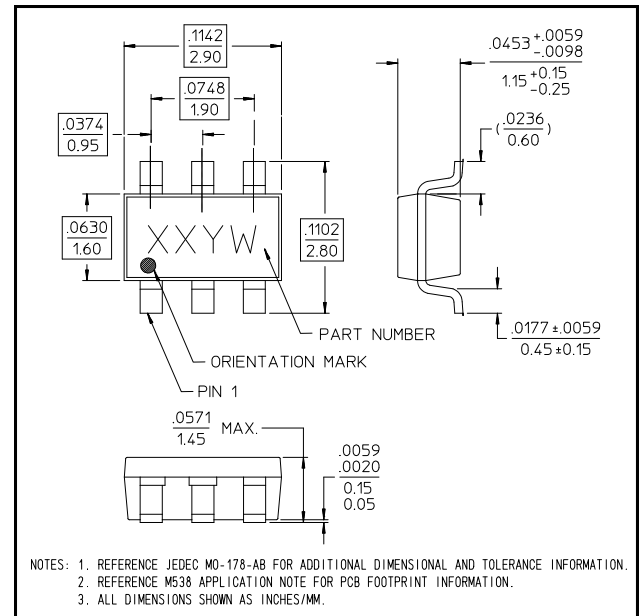 .1142
2.90
.0748
1.90
.0374
0.95
.0630
1.60
XXYW
.1102
2.80
PART NUMBER
ORIENTATION MARK
PIN 1
.0453 +.0059 -.0098
1.15 +0.15 -0.25
(.0236
0.60)
.0177 ±.0059
0.45 ±0.15
.0571
1.45 MAX.
.0059
.0020
0.15
0.05
NOTES: 1. REFERENCE JEDEC MO-178-AB FOR ADDITIONAL DIMENSIONAL AND TOLERANCE INFORMATION.
2. REFERENCE M538 APPLICATION NOTE FOR PCB FOOTPRINT INFORMATION.
3. ALL DIMENSIONS SHOWN AS INCHES/MM.